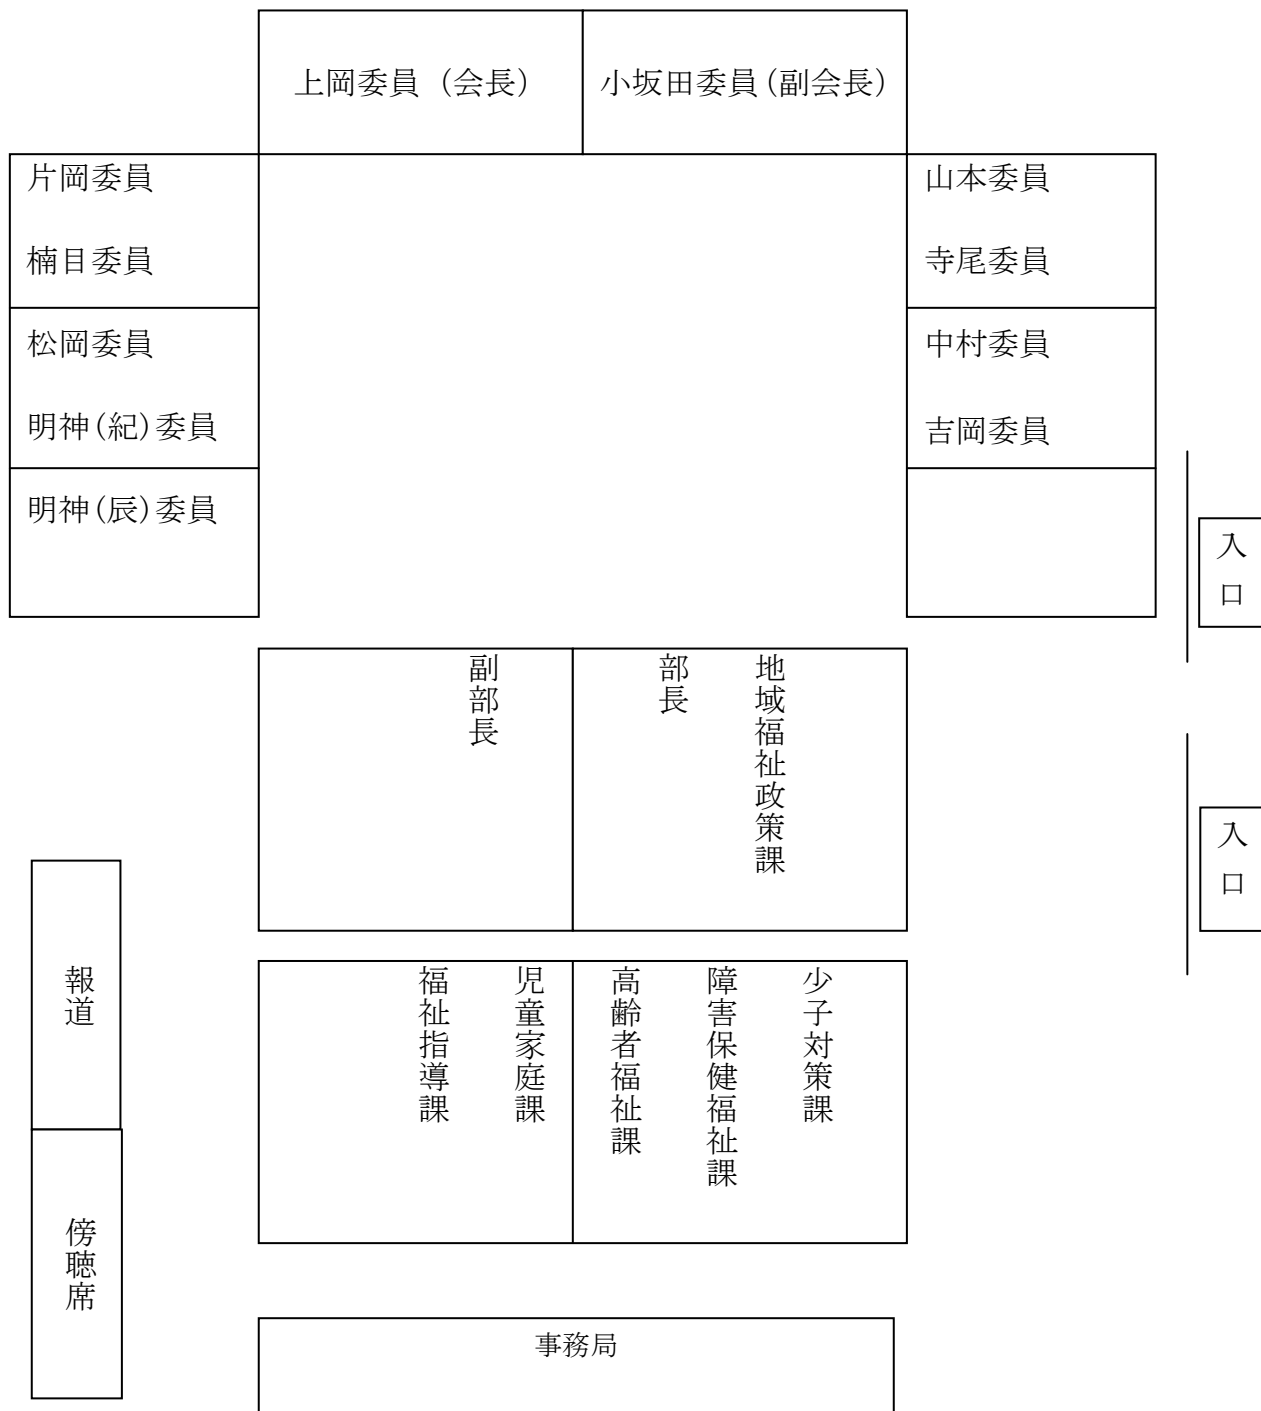 上岡委員（会長）
小坂田委員（副会長）
片岡委員
楠目委員
松岡委員
明神（紀）委員
明神（辰）委員
山本委員
寺尾委員
中村委員
吉岡委員
入口
入口
地域福祉政策課
部長
副部長
少子対策課
障害保健福祉課
高齢者福祉課
児童家庭課
福祉指導課
報道
傍聴席
事務局